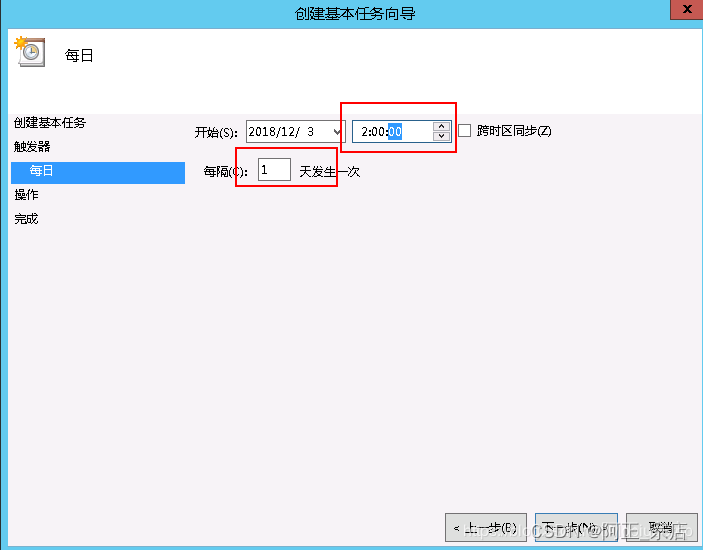 创建基本任务向导
x
每日
创建基本任务
触发器
每日
操作
完成
开始(S): 2018/12/ 3 2:00:00 跨时区同步(Z)
每隔(C): 1 天发生一次
< 上一步(B) 下一步(N) > 取消
CSDN @阿正_杂店